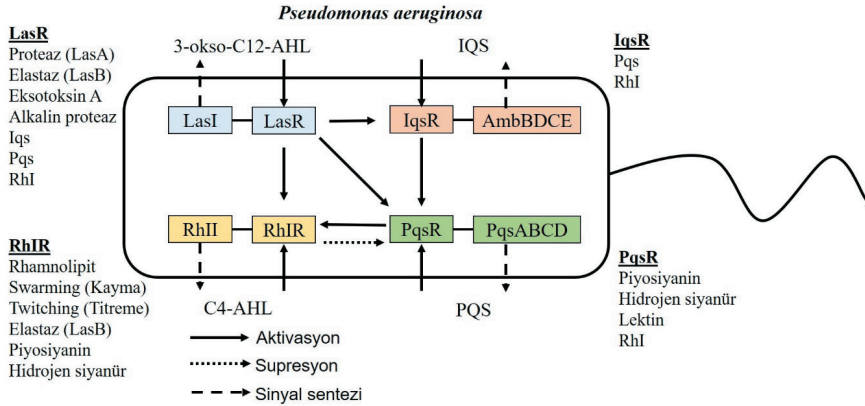 Pseudomonas aeruginosa
LasR
Proteaz (LasA)
Elastaz (LasB)
Eksotoksin A
Alkalin proteaz
Iqs
Pqs
RhI
3-okso-C12-AHL
IQS
IqsR
Pqs
RhI
LasI
LasR
IqsR
AmbBDCE
RhII
RhIR
PqsR
PqsABCD
RhIR
Rhamnolipit
Swarming (Kayma)
Twitching (Titreme)
Elastaz (LasB)
Piyosiyanin
Hidrojen siyanür
C4-AHL
PQS
PqsR
Piyosiyanin
Hidrojen siyanür
Lektin
RhI
Aktivasyon
Supresyon
Sinyal sentezi